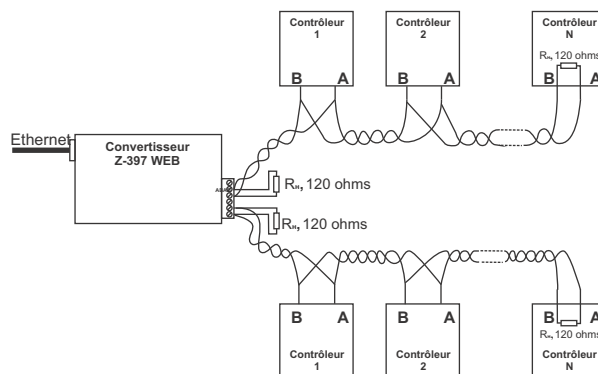 Contrôleur
1
B A
Contrôleur
2
B A
Contrôleur
N
Rн, 120 ohms
B A
Ethernet
Convertisseur
Z-397 WEB
Rн, 120 ohms
Rн, 120 ohms
B A
Contrôleur
1
B A
Contrôleur
2
B A
Rн, 120 ohms
Contrôleur
N